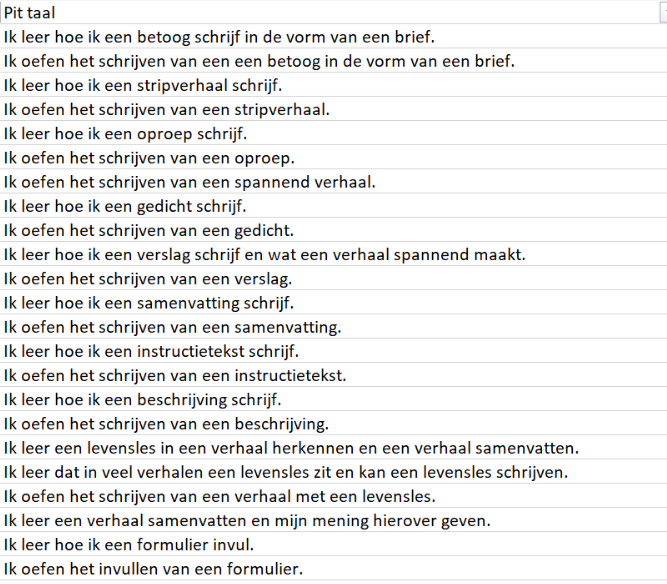 Pit taal
Ik leer hoe ik een betoog schrijf in de vorm van een brief.
Ik oefen het schrijven van een een betoog in de vorm van een brief.
Ik leer hoe ik een stripverhaal schrijf.
Ik oefen het schrijven van een stripverhaal.
Ik leer hoe ik een oproep schrijf.
Ik oefen het schrijven van een oproep.
Ik oefen het schrijven van een spannend verhaal.
Ik leer hoe ik een gedicht schrijf.
Ik oefen het schrijven van een gedicht.
Ik leer hoe ik een verslag schrijf en wat een verhaal spannend maakt.
Ik oefen het schrijven van een verslag.
Ik leer hoe ik een samenvatting schrijf.
Ik oefen het schrijven van een samenvatting.
Ik leer hoe ik een instructietekst schrijf.
Ik oefen het schrijven van een instructietekst.
Ik leer hoe ik een beschrijving schrijf.
Ik oefen het schrijven van een beschrijving.
Ik leer een levensles in een verhaal herkennen en een verhaal samenvatten.
Ik leer dat in veel verhalen een levensles zit en kan een levensles schrijven.
Ik oefen het schrijven van een verhaal met een levensles.
Ik leer een verhaal samenvatten en mijn mening hierover geven.
Ik leer hoe ik een formulier invul.
Ik oefen het invullen van een formulier.